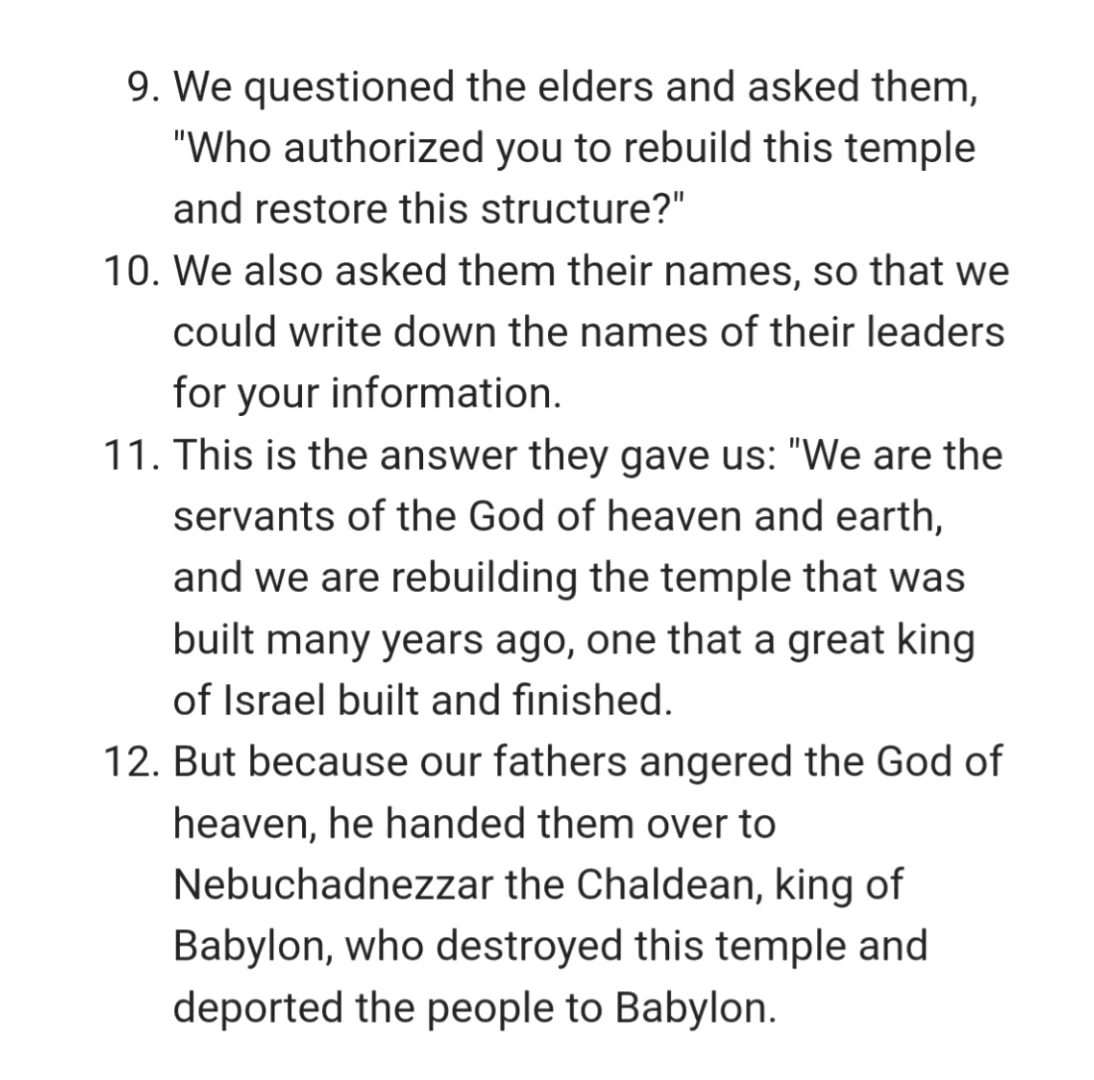 9. We questioned the elders and asked them,
"Who authorized you to rebuild this temple
and restore this structure?"
10. We also asked them their names, so that we
could write down the names of their leaders
for your information.
11. This is the answer they gave us: "We are the
servants of the God of heaven and earth,
and we are rebuilding the temple that was
built many years ago, one that a great king
of Israel built and finished.
12. But because our fathers angered the God of
heaven, he handed them over to
Nebuchadnezzar the Chaldean, king of
Babylon, who destroyed this temple and
deported the people to Babylon.